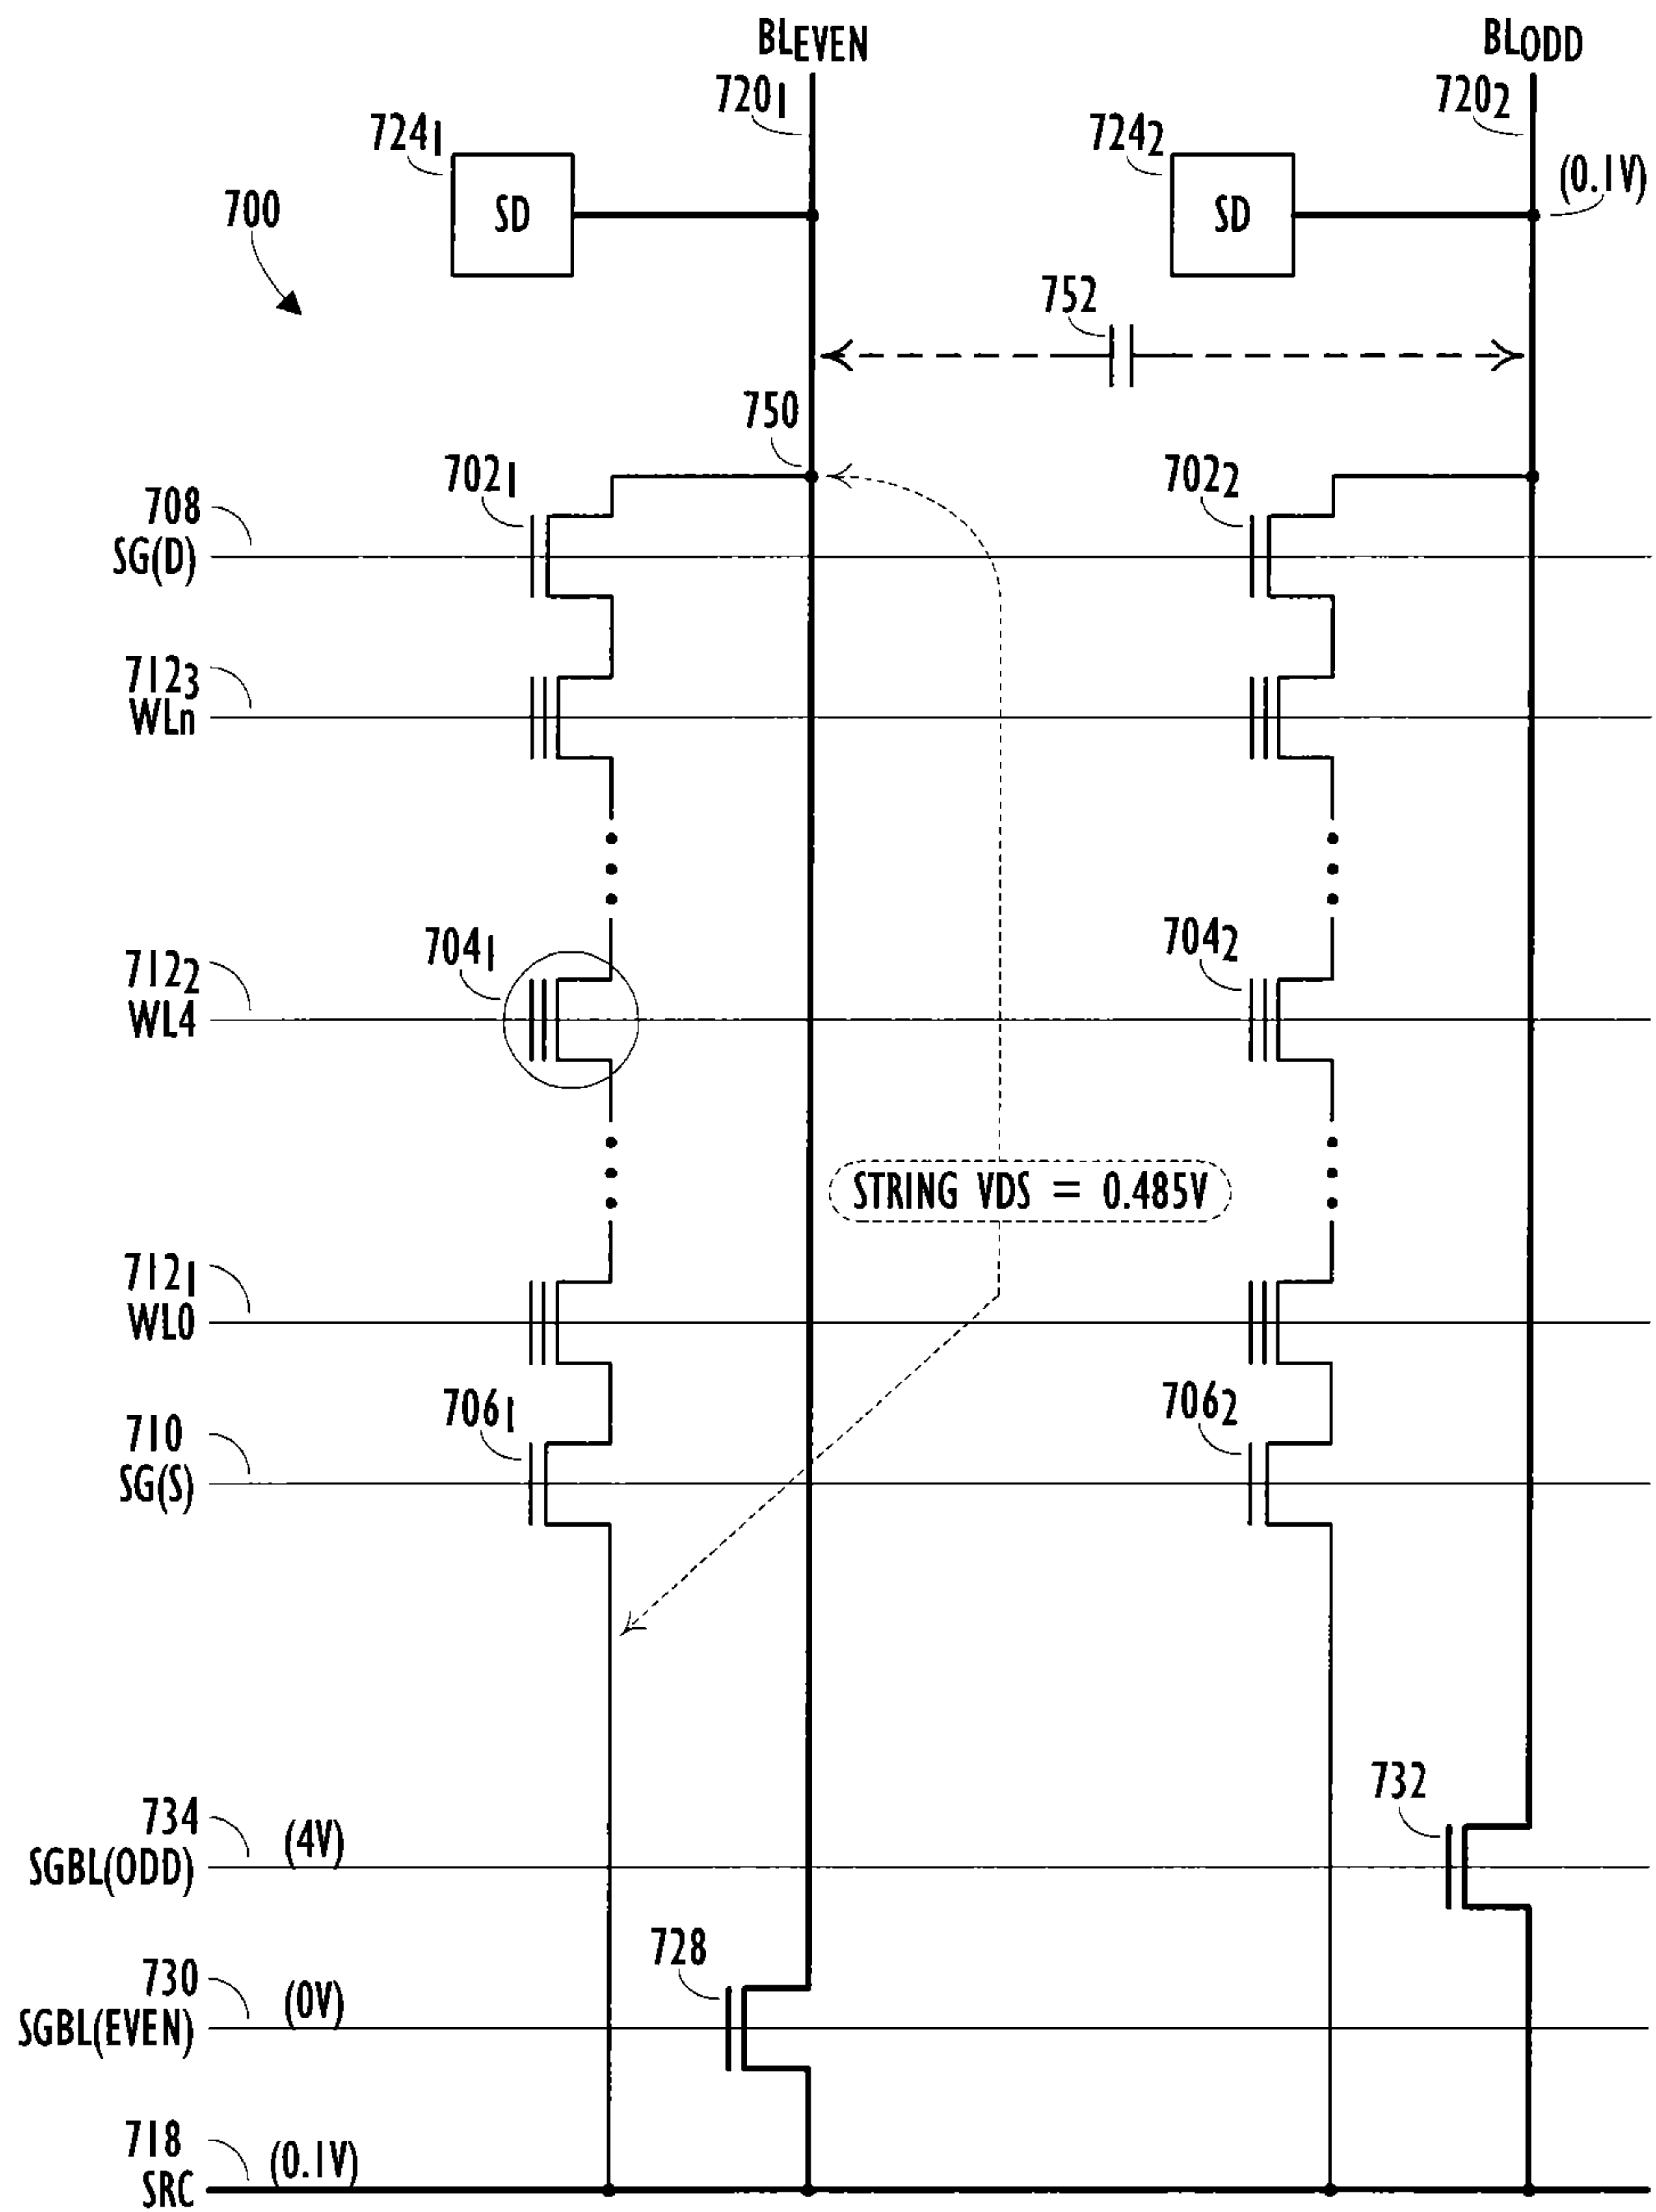 BLEVEN
BLODD
720₁
720₂
724₁
724₂
(0.1V)
700
SD
SD
752
750
702₁
702₂
708
SG(D)
712₃
WLn
704₁
704₂
712₂
WL4
STRING VDS = 0.485V
712₁
WL0
706₁
706₂
710
SG(S)
732
734
(4V)
SGBL(ODD)
728
730
(0V)
SGBL(EVEN)
718
(0.1V)
SRC